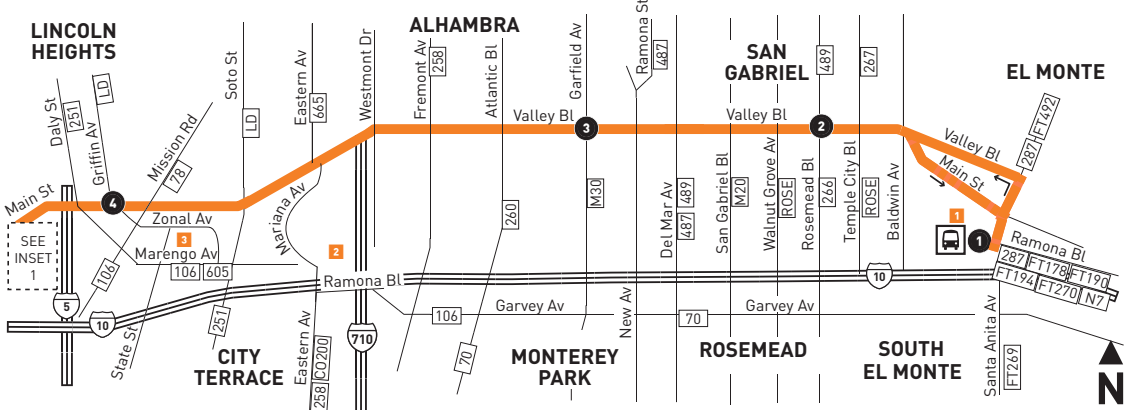 LINCOLN
HEIGHTS
ALHAMBRA
SAN
GABRIEL
EL MONTE
Daly St
251
Griffin Av
LD
Mission Rd
78
Soto St
LD
Eastern Av
665
Westmont Dr
Fremont Av
258
Atlantic Bl
Garfield Av
Ramona St
487
489
267
287-FT492
Valley Bl
3
Valley Bl
2
Valley Bl
Main St
Main St
4
Zonal Av
3
Marengo Av
106
605
106
SEE
INSET
1
Mariana Av
2
260
M30
Del Mar Av
487
489
San Gabriel Bl
M20
Walnut Grove Av
ROSE
Rosemead Bl
266
Temple City Bl
ROSE
Baldwin Av
1
1
Ramona Bl
287
FT178
FT190
FT194
FT270
N7
Ramona Bl
10
5
10
State St
251
Eastern Av
258
CO200
710
106
70
Garvey Av
New Av
70
Garvey Av
Santa Anita Av
FT269
CITY
TERRACE
MONTEREY
PARK
ROSEMEAD
SOUTH
EL MONTE
N